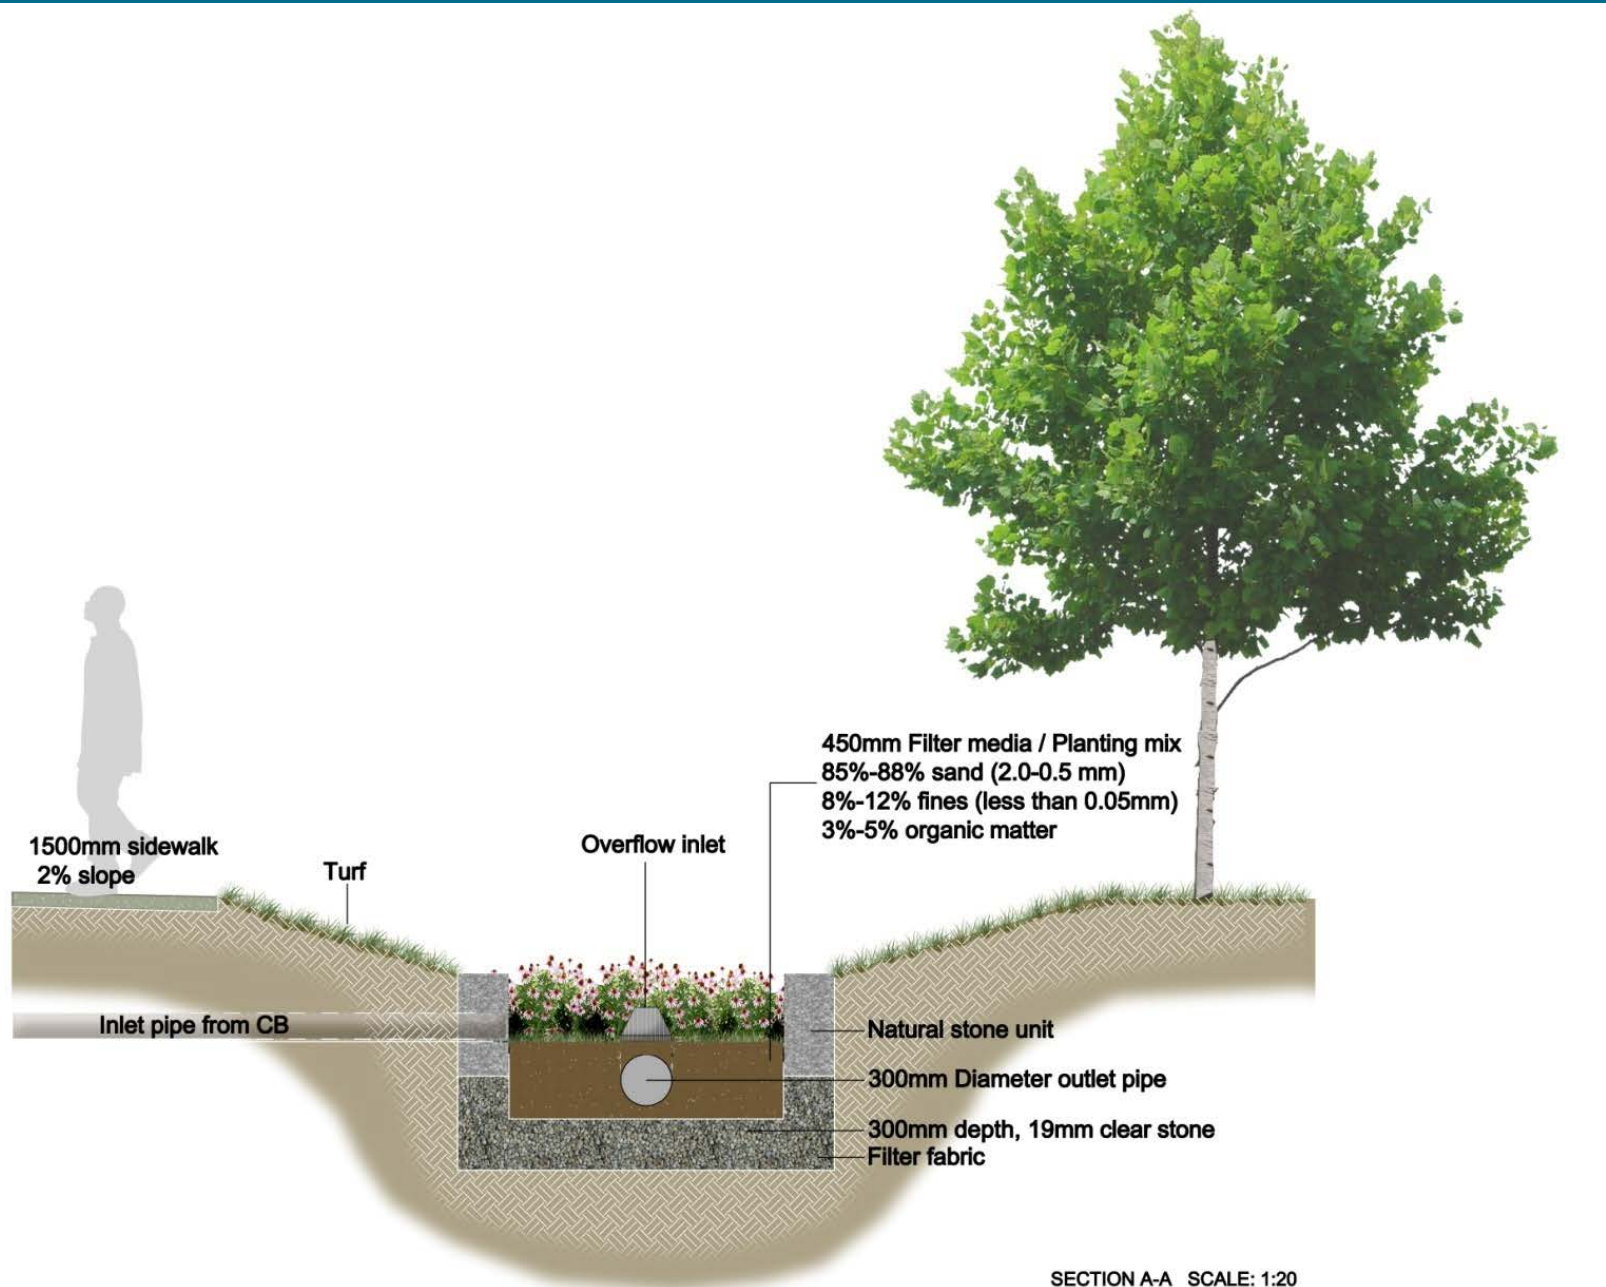 450mm Filter media / Planting mix
85%-88% sand (2.0-0.5 mm)
8%-12% fines (less than 0.05mm)
3%-5% organic matter
1500mm sidewalk
2% slope
Turf
Overflow inlet
Inlet pipe from CB
Natural stone unit
300mm Diameter outlet pipe
300mm depth, 19mm clear stone
Filter fabric
SECTION A-A SCALE: 1:20